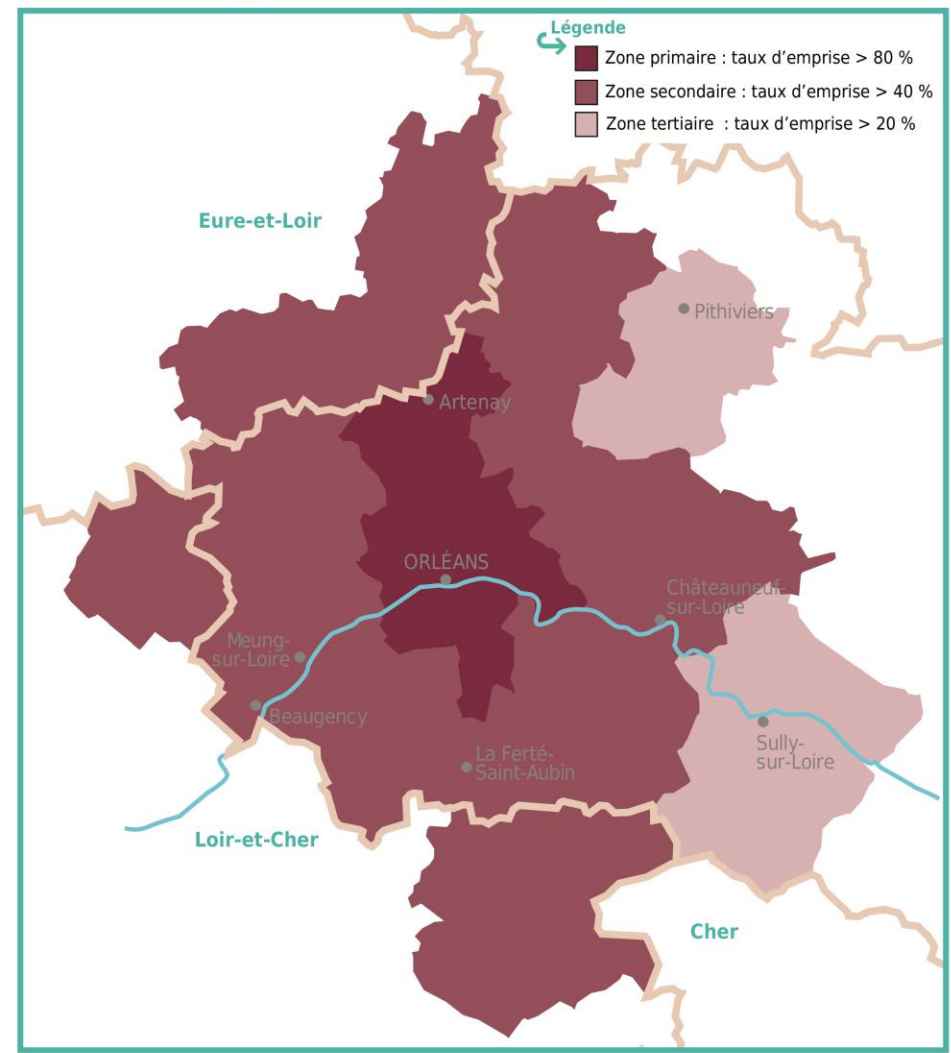 Légende
Zone primaire : taux d’emprise > 80 %
Zone secondaire : taux d’emprise > 40 %
Zone tertiaire : taux d’emprise > 20 %
Eure-et-Loir
Pithiviers
Artenay
ORLÉANS
Châteauneuf-
sur-Loire
Meung-
sur-Loire
Beaugency
Sully-
sur-Loire
La Ferté-
Saint-Aubin
Loir-et-Cher
Cher